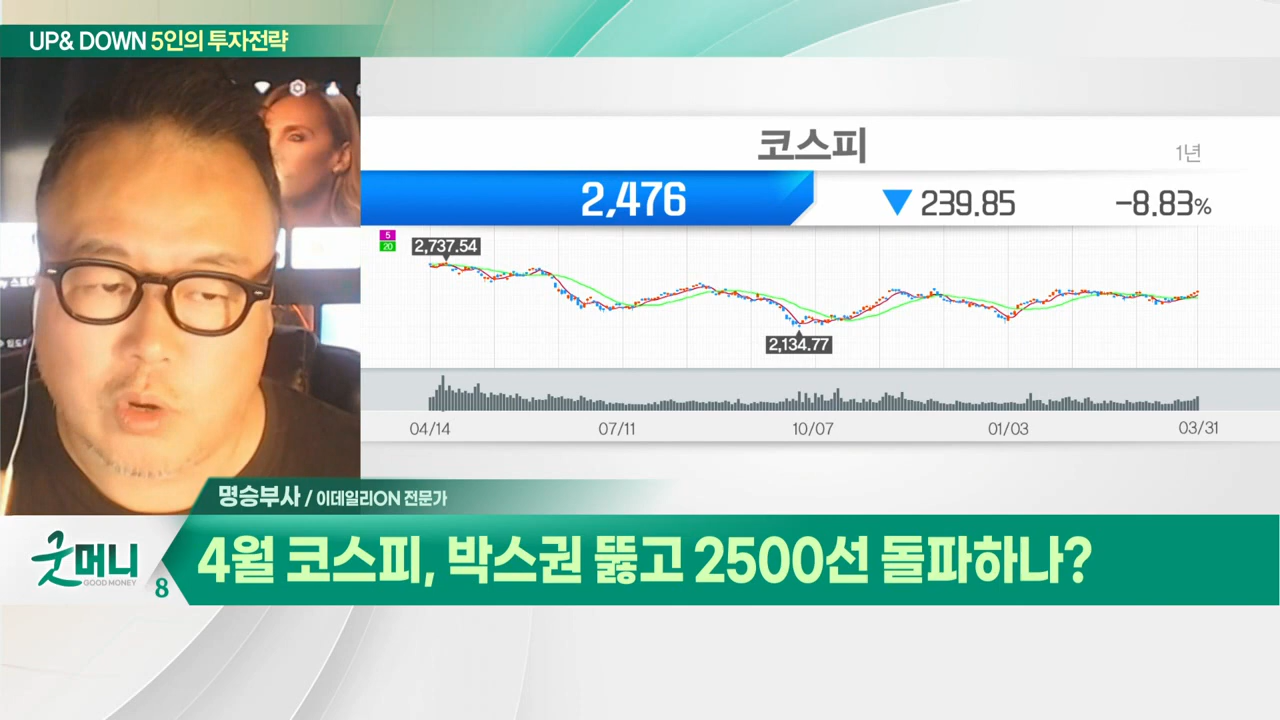 UP& DOWN 5인의 투자전략
코스피
1년
2,476
▼ 239.85
-8.83%
5
20
2,737.54
2,134.77
04/14 07/11 10/07 01/03 03/31
명승부사 / 이데일리ON 전문가
굿머니
GOOD MONEY
8
4월 코스피, 박스권 뚫고 2500선 돌파하나?